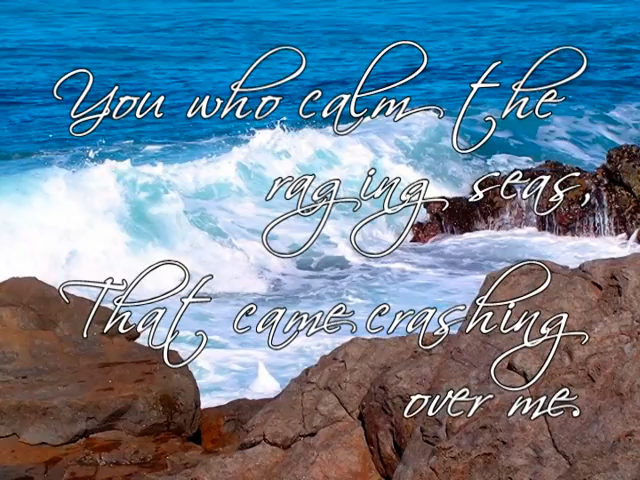 You who calm the
raging seas,
That came crashing
over me.